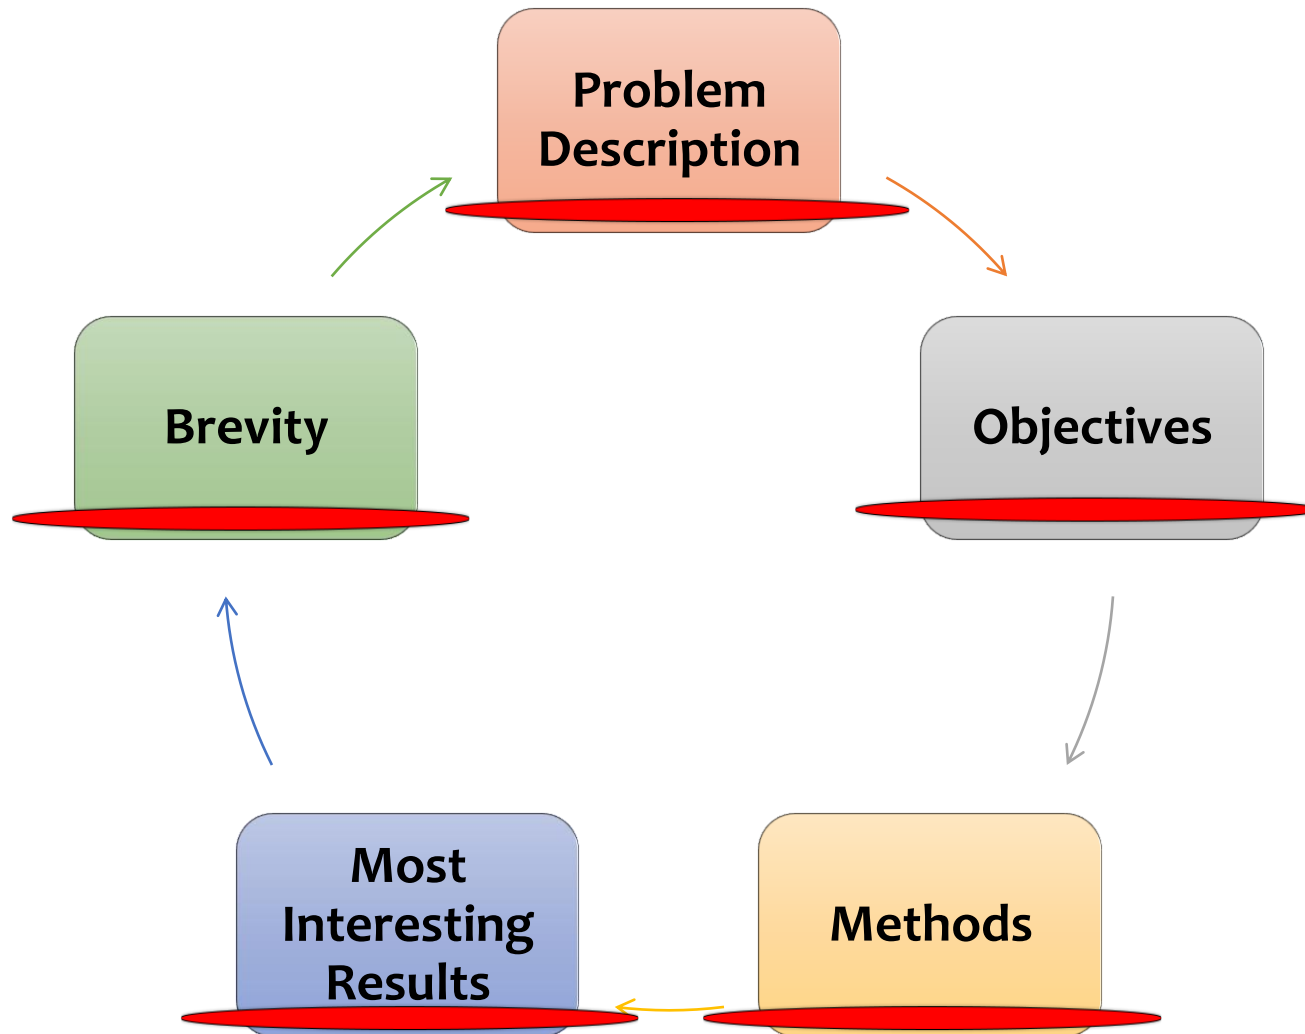 Problem
Description
Objectives
Methods
Most
Interesting
Results
Brevity